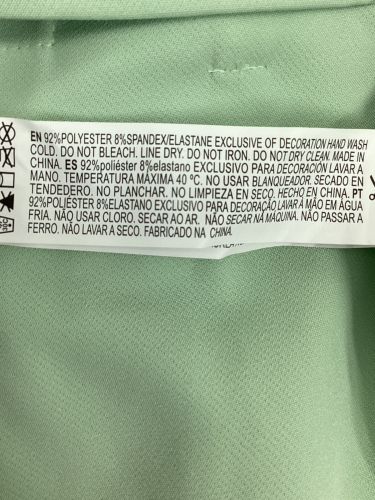 EN 92%POLYESTER 8%SPANDEX/ELASTANE EXCLUSIVE OF DECORATION HAND WASH
COLD. DO NOT BLEACH. LINE DRY. DO NOT IRON. DO NOT DRY CLEAN. MADE IN
CHINA. ES 92%poliéster 8%elastano EXCLUSIVO PARA DECORACIÓN LAVAR A
MANO. TEMPERATURA MÁXIMA 40 ºC. NO USAR BLANQUEADOR. SECADO EN
TENDEDERO. NO PLANCHAR. NO LIMPIEZA EN SECO. HECHO EN CHINA. PT
92%POLIÉSTER 8%ELASTANO EXCLUSIVO PARA DECORAÇÃO LAVAR À MÃO EM ÁGUA
FRIA. NÃO USAR CLORO. SECAR AO AR. NÃO SECAR NA MÁQUINA. NÃO PASSAR A
FERRO. NÃO LAVAR A SECO. FABRICADO NA CHINA.